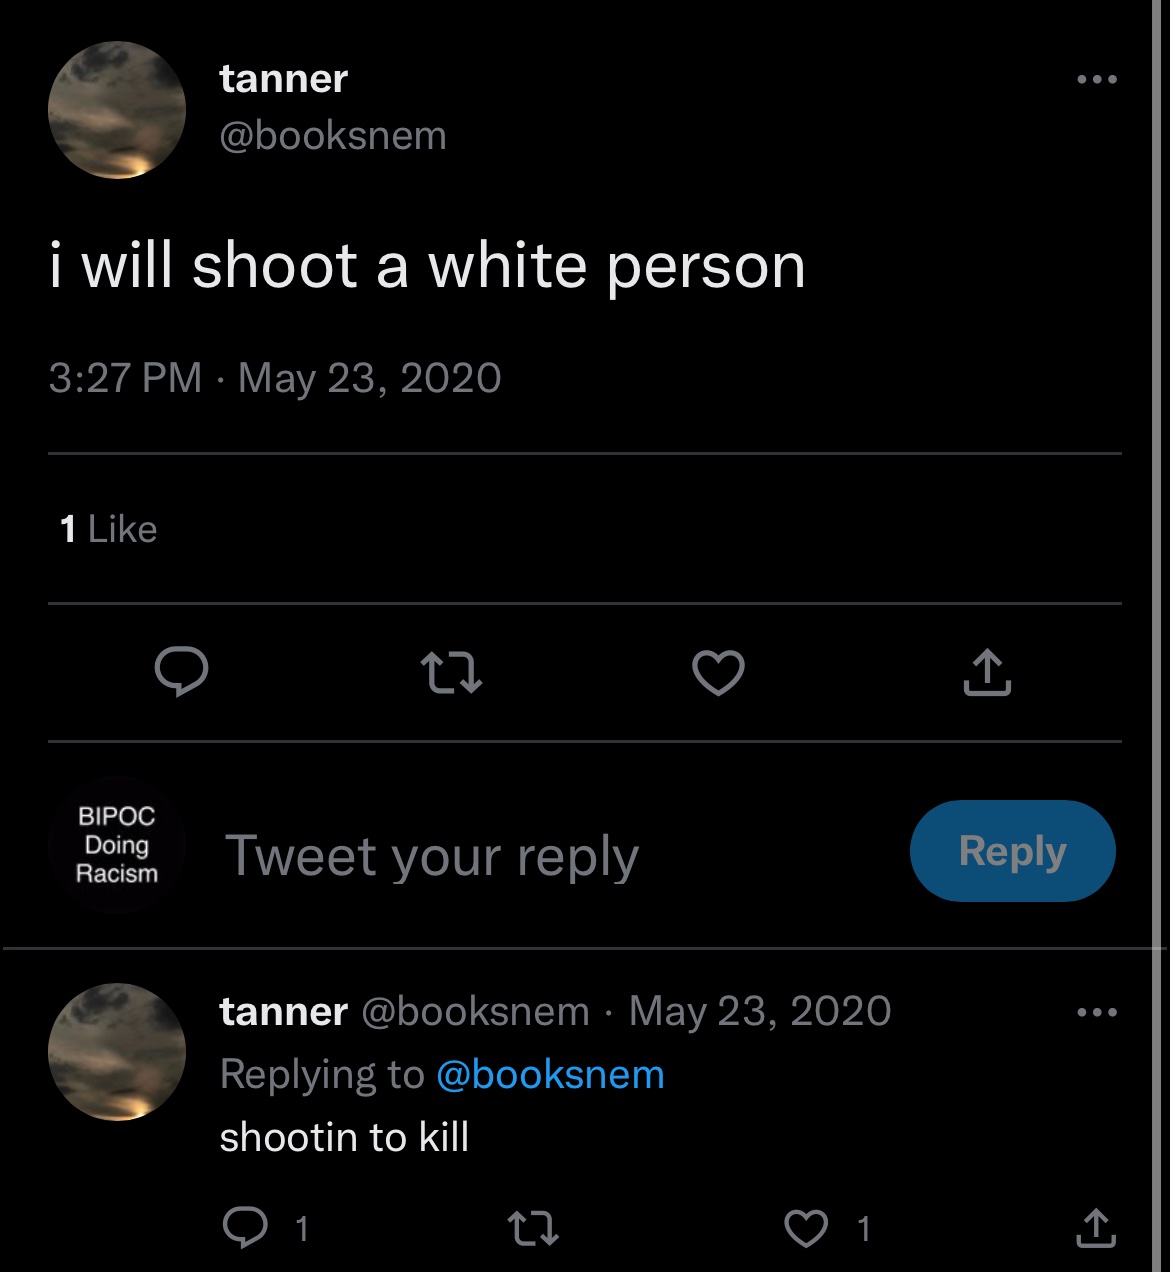 tanner
@booksnem
i will shoot a white person
3:27 PM · May 23, 2020
1 Like
BIPOC
Doing
Racism
Tweet your reply
Reply
tanner @booksnem · May 23, 2020
Replying to @booksnem
shootin to kill
1 1